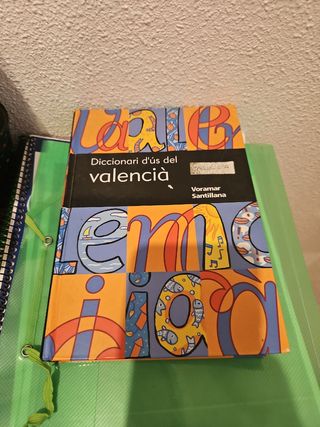 Diccionari d'ús del
valencià
Voramar
Santillana